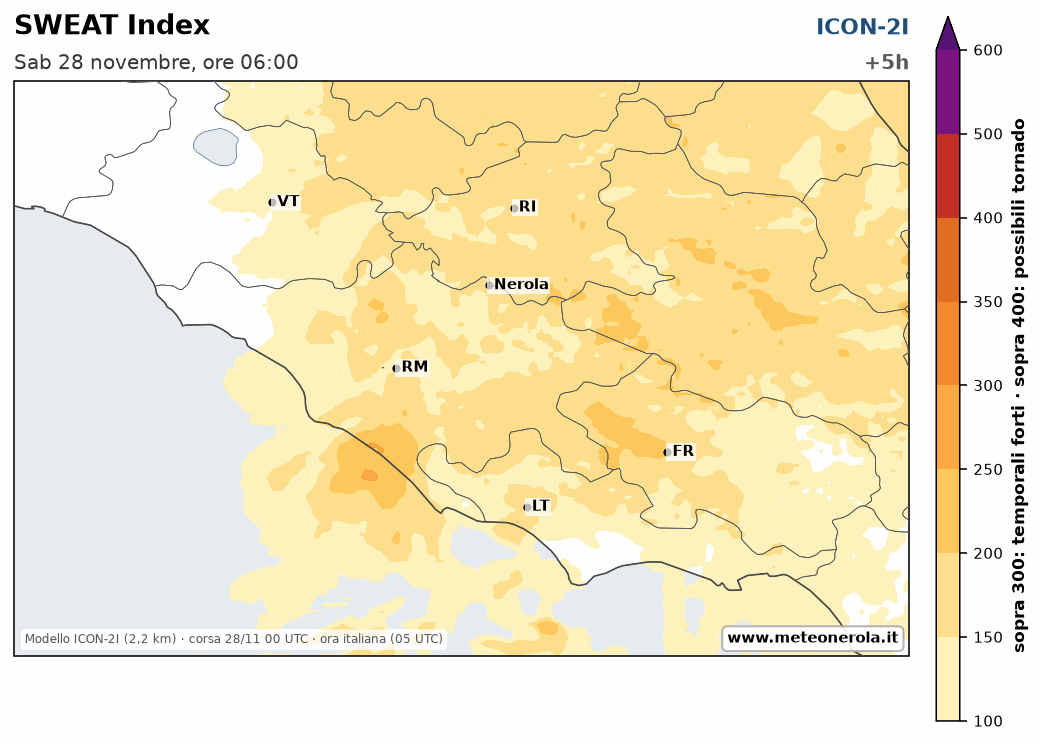 SWEAT Index
ICON-2I
Sab 28 novembre, ore 06:00
+5h
VT
RI
Nerola
RM
FR
LT
Modello ICON-2I (2,2 km) · corsa 28/11 00 UTC · ora italiana (05 UTC)
www.meteonerola.it
600
500
400
350
300
250
200
150
100
sopra 300: temporali forti · sopra 400: possibili tornado